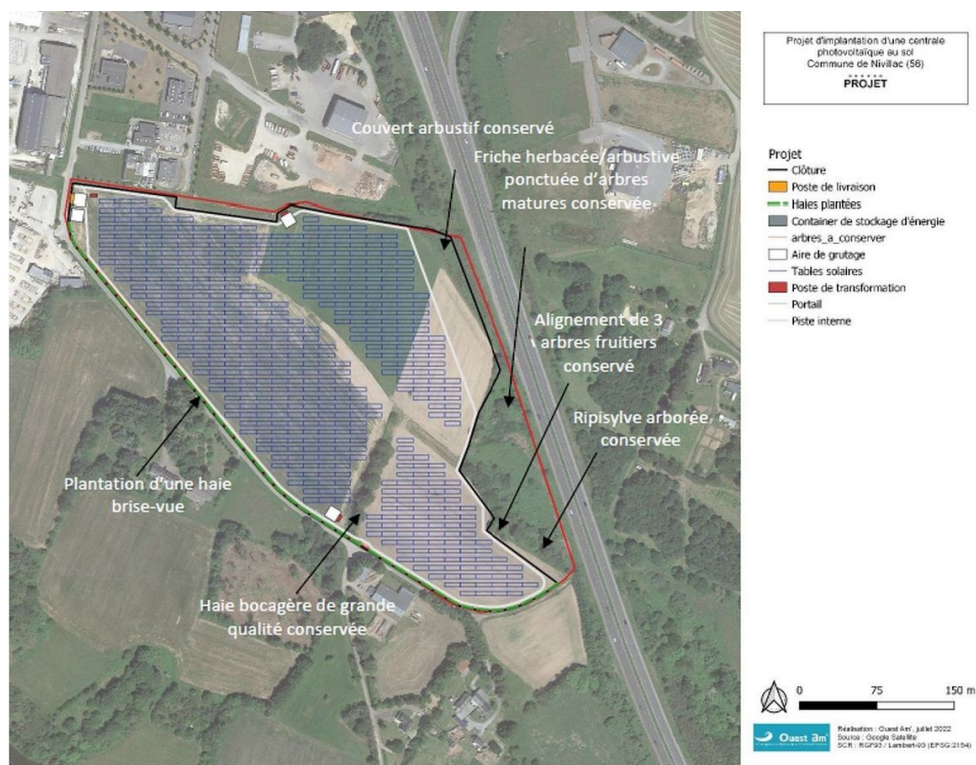 Couvert arbustif conservé
Friche herbacée/arbustive
ponctuée d'arbres
matures conservée
Alignement de 3
arbres fruitiers
conservé
Ripisylve arborée
conservée
Plantation d'une haie
brise-vue
Haie bocagère de grande
qualité conservée
Projet d'implantation d'une centrale
photovoltaïque au sol
Commune de Nivillac (56)
PROJET
Projet
Clôture
Poste de livraison
Haies plantées
Container de stockage d'énergie
arbres_a_conserver
Aire de grutage
Tables solaires
Poste de transformation
Portail
Piste interne
0 75 150 m
Ouest Am'
Réalisation : Ouest Am', juillet 2022
Source : Google Satellite
SCR : RGF93 / Lambert-93 (EPSG:2154)